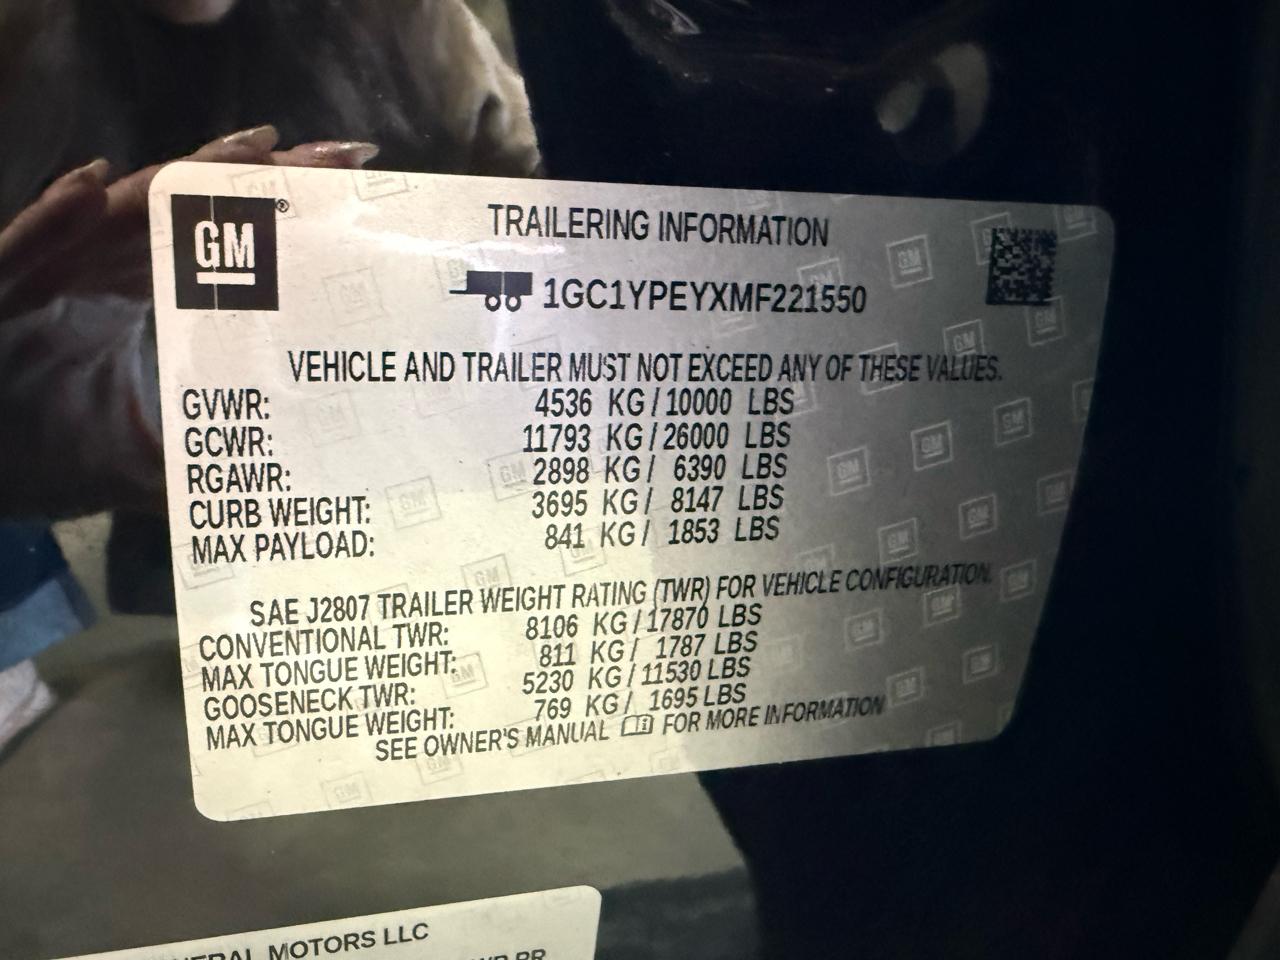 GM®
TRAILERING INFORMATION
1GC1YPEYXMF221550
VEHICLE AND TRAILER MUST NOT EXCEED ANY OF THESE VALUES.
GVWR: 4536 KG / 10000 LBS
GCWR: 11793 KG / 26000 LBS
RGAWR: 2898 KG / 6390 LBS
CURB WEIGHT: 3695 KG / 8147 LBS
MAX PAYLOAD: 841 KG / 1853 LBS
SAE J2807 TRAILER WEIGHT RATING (TWR) FOR VEHICLE CONFIGURATION.
CONVENTIONAL TWR: 8106 KG / 17870 LBS
MAX TONGUE WEIGHT: 811 KG / 1787 LBS
GOOSENECK TWR: 5230 KG / 11530 LBS
MAX TONGUE WEIGHT: 769 KG / 1695 LBS
SEE OWNER'S MANUAL FOR MORE INFORMATION
MOTORS LLC